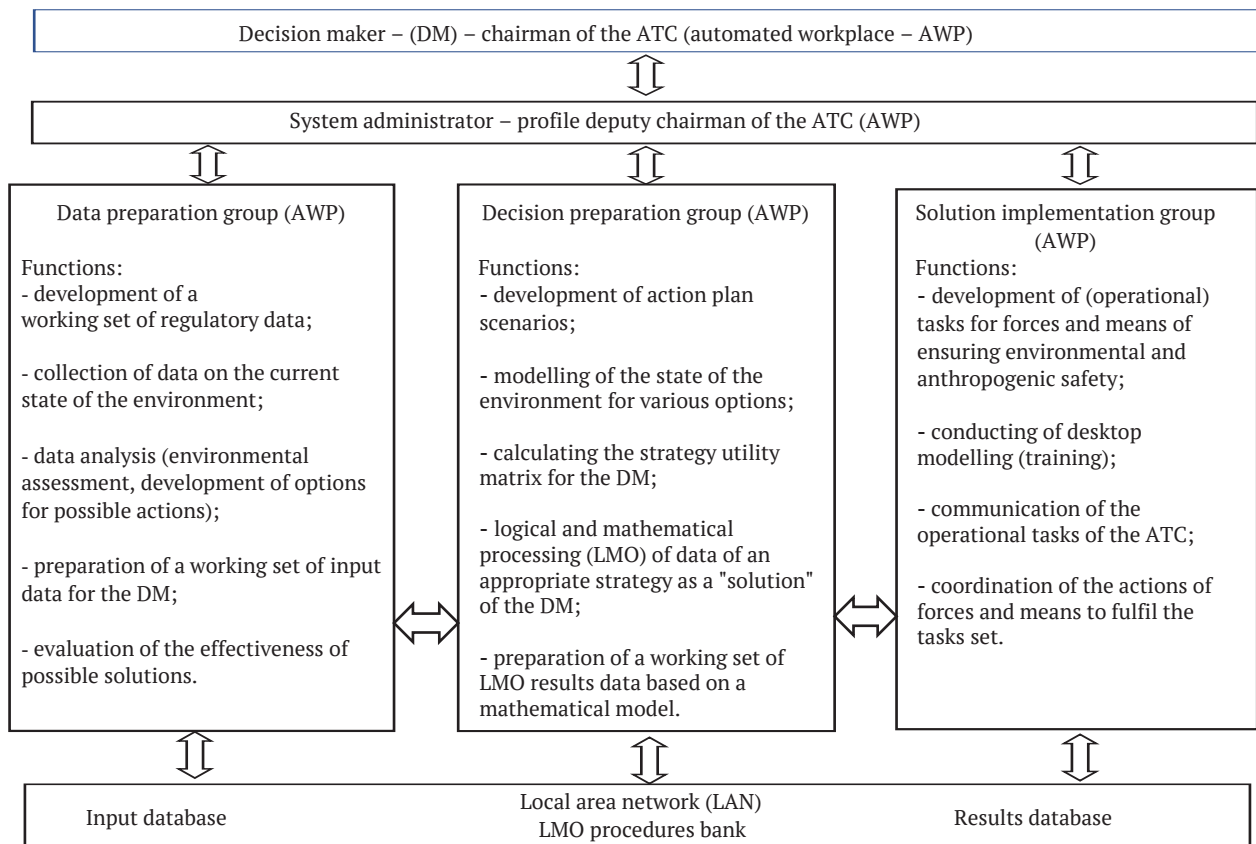 Decision maker – (DM) – chairman of the ATC (automated workplace – AWP)
System administrator – profile deputy chairman of the ATC (AWP)
Data preparation group (AWP)
Functions:
- development of a
working set of regulatory data;
- collection of data on the current
state of the environment;
- data analysis (environmental
assessment, development of options
for possible actions);
- preparation of a working set of input
data for the DM;
- evaluation of the effectiveness of
possible solutions.
Decision preparation group (AWP)
Functions:
- development of action plan
scenarios;
- modelling of the state of the
environment for various options;
- calculating the strategy utility
matrix for the DM;
- logical and mathematical
processing (LMO) of data of an
appropriate strategy as a "solution"
of the DM;
- preparation of a working set of
LMO results data based on a
mathematical model.
Solution implementation group
(AWP)
Functions:
- development of (operational)
tasks for forces and means of
ensuring environmental and
anthropogenic safety;
- conducting of desktop
modelling (training);
- communication of the
operational tasks of the ATC;
- coordination of the actions of
forces and means to fulfil the
tasks set.
Input database
Local area network (LAN)
LMO procedures bank
Results database